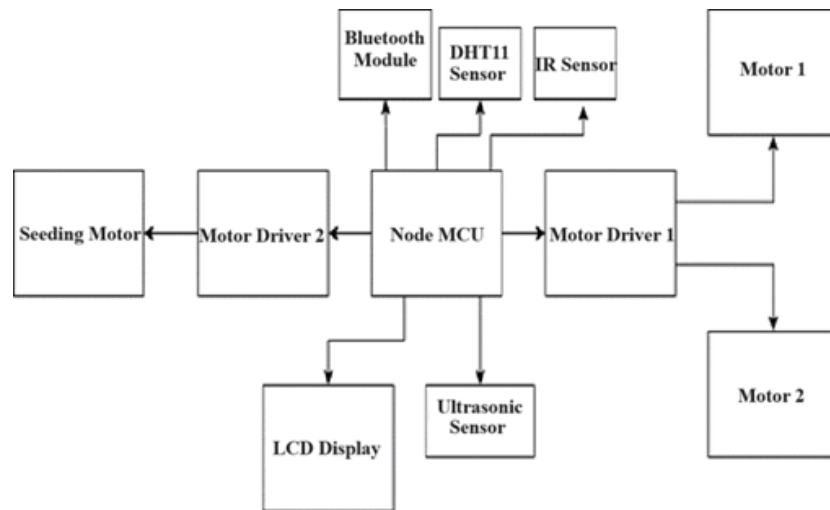 Bluetooth
Module
DHT11
Sensor
IR Sensor
Motor 1
Seeding Motor
Motor Driver 2
Node MCU
Motor Driver 1
LCD Display
Ultrasonic
Sensor
Motor 2